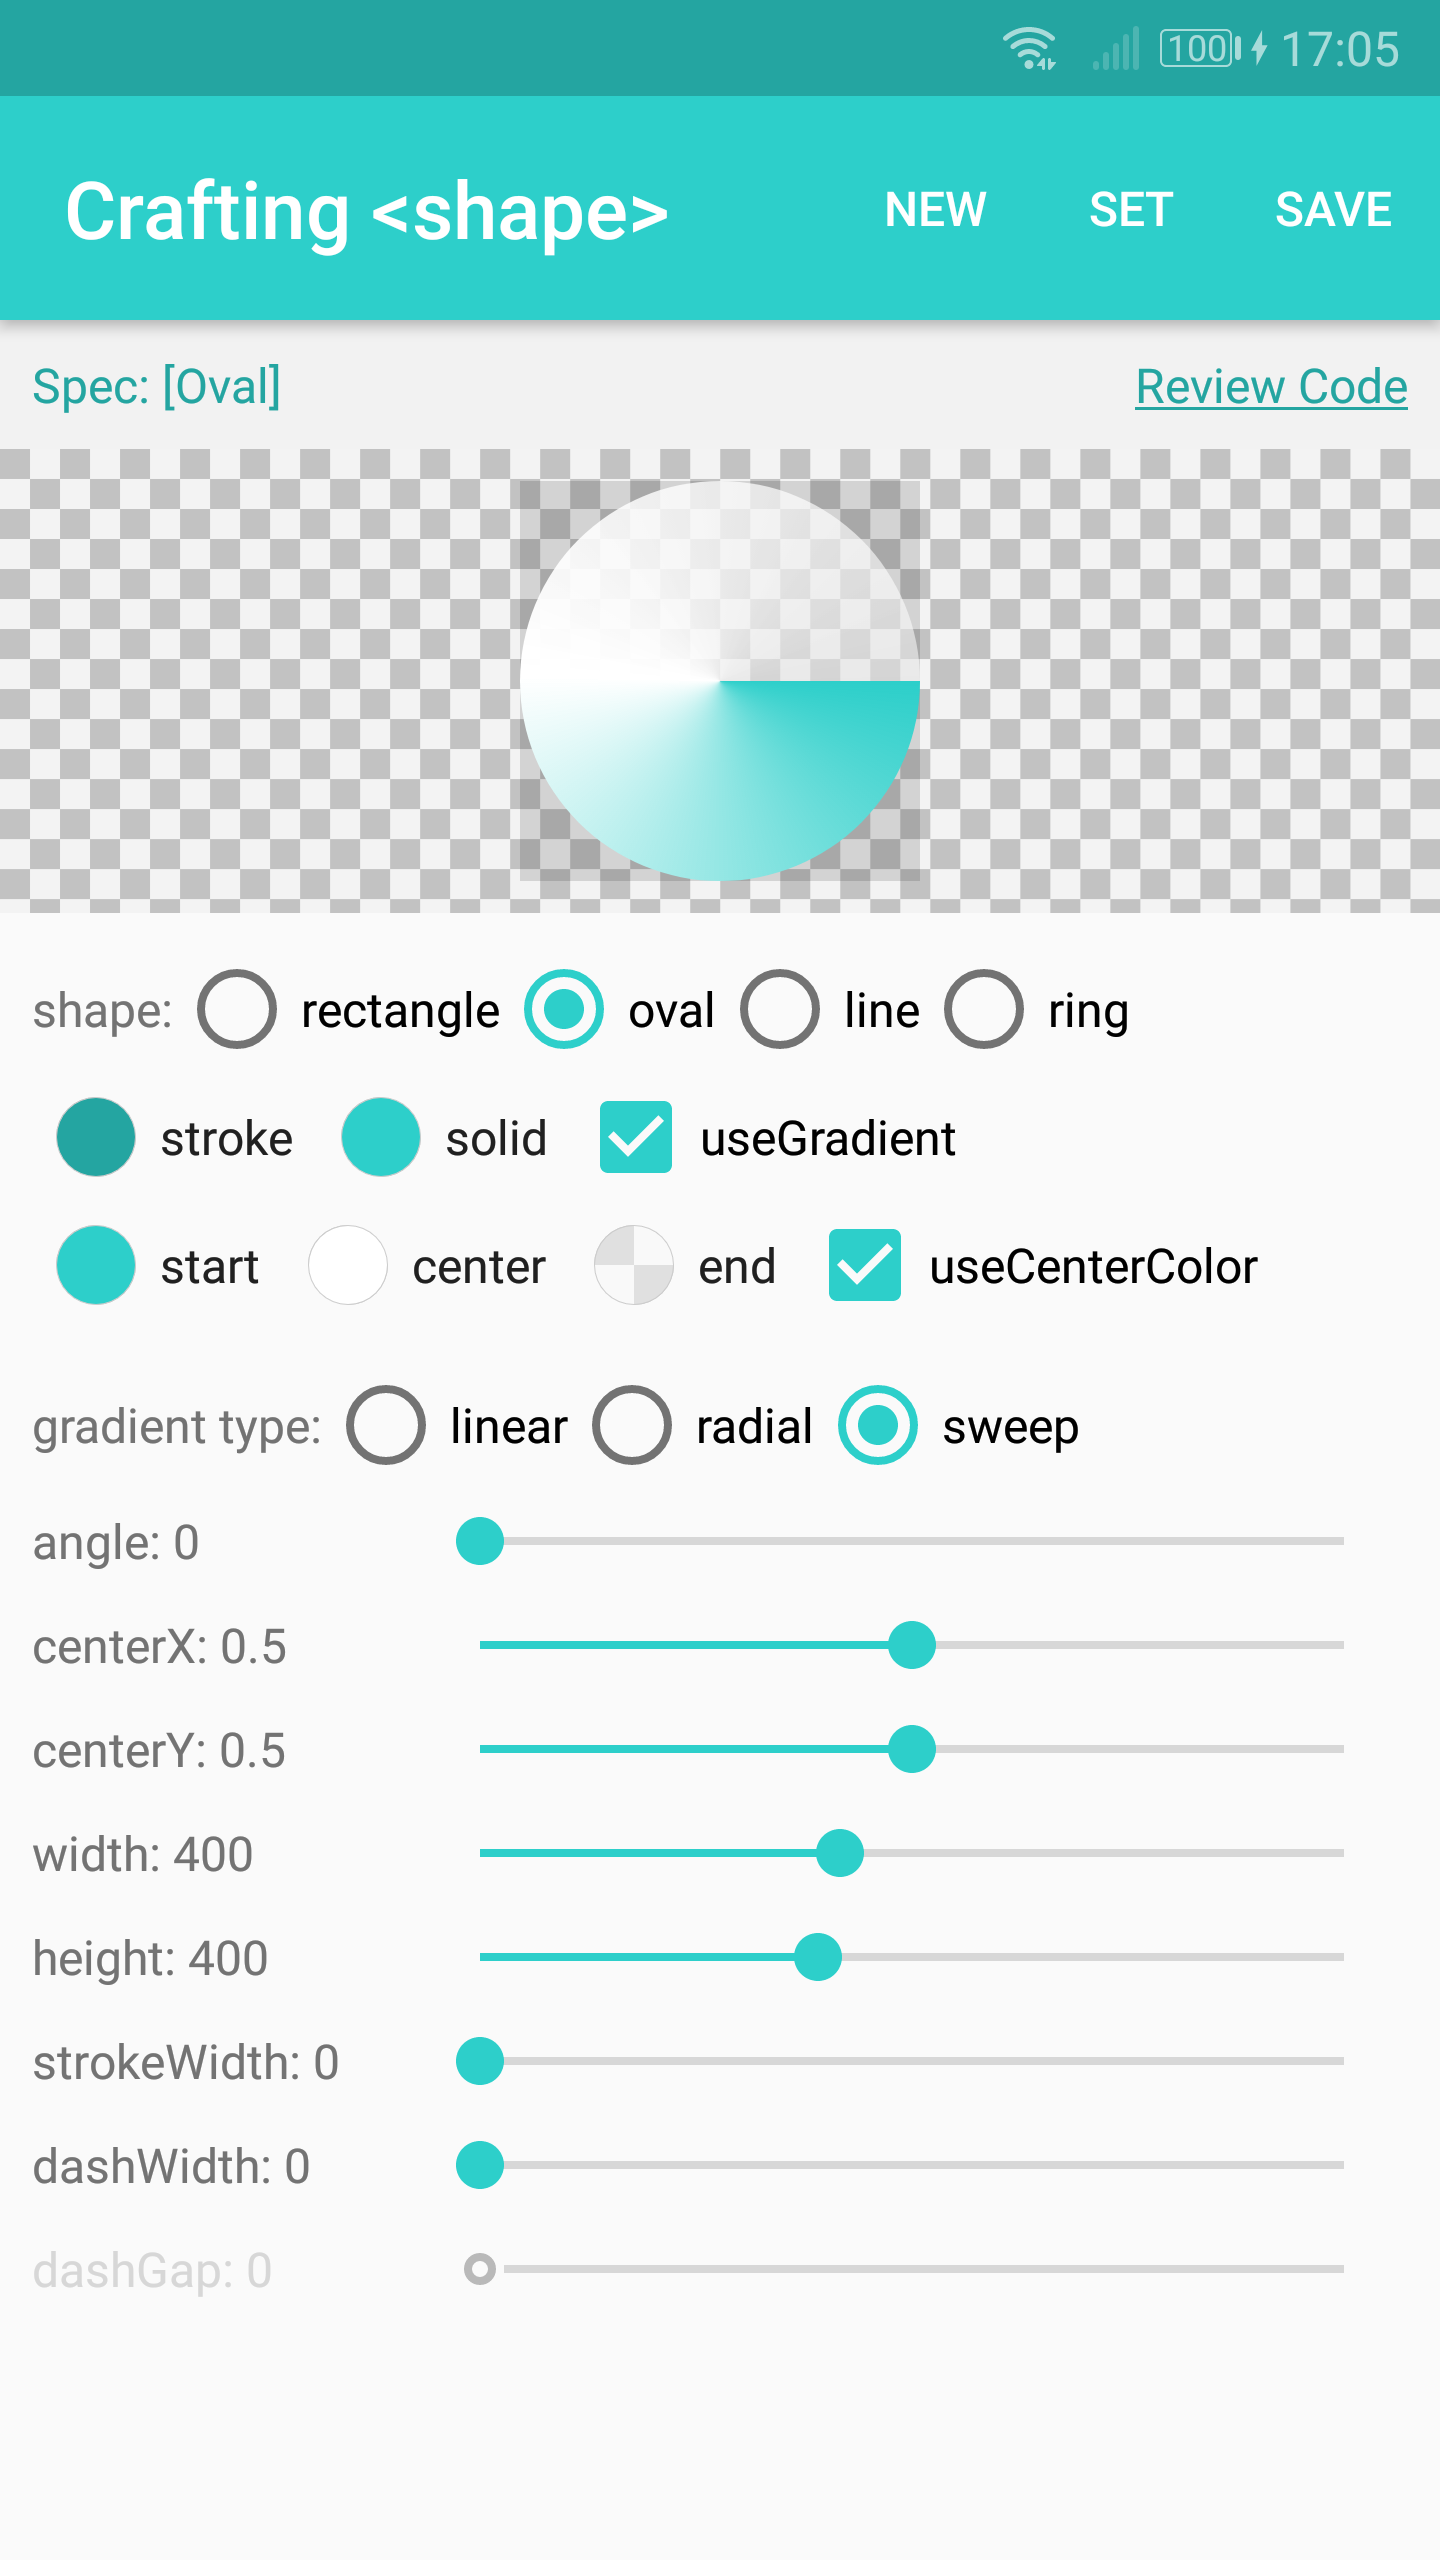 100 17:05
Crafting <shape> NEW SET SAVE
Spec: [Oval] Review Code
shape: rectangle oval line ring
stroke solid useGradient
start center end useCenterColor
gradient type: linear radial sweep
angle: 0
centerX: 0.5
centerY: 0.5
width: 400
height: 400
strokeWidth: 0
dashWidth: 0
dashGap: 0